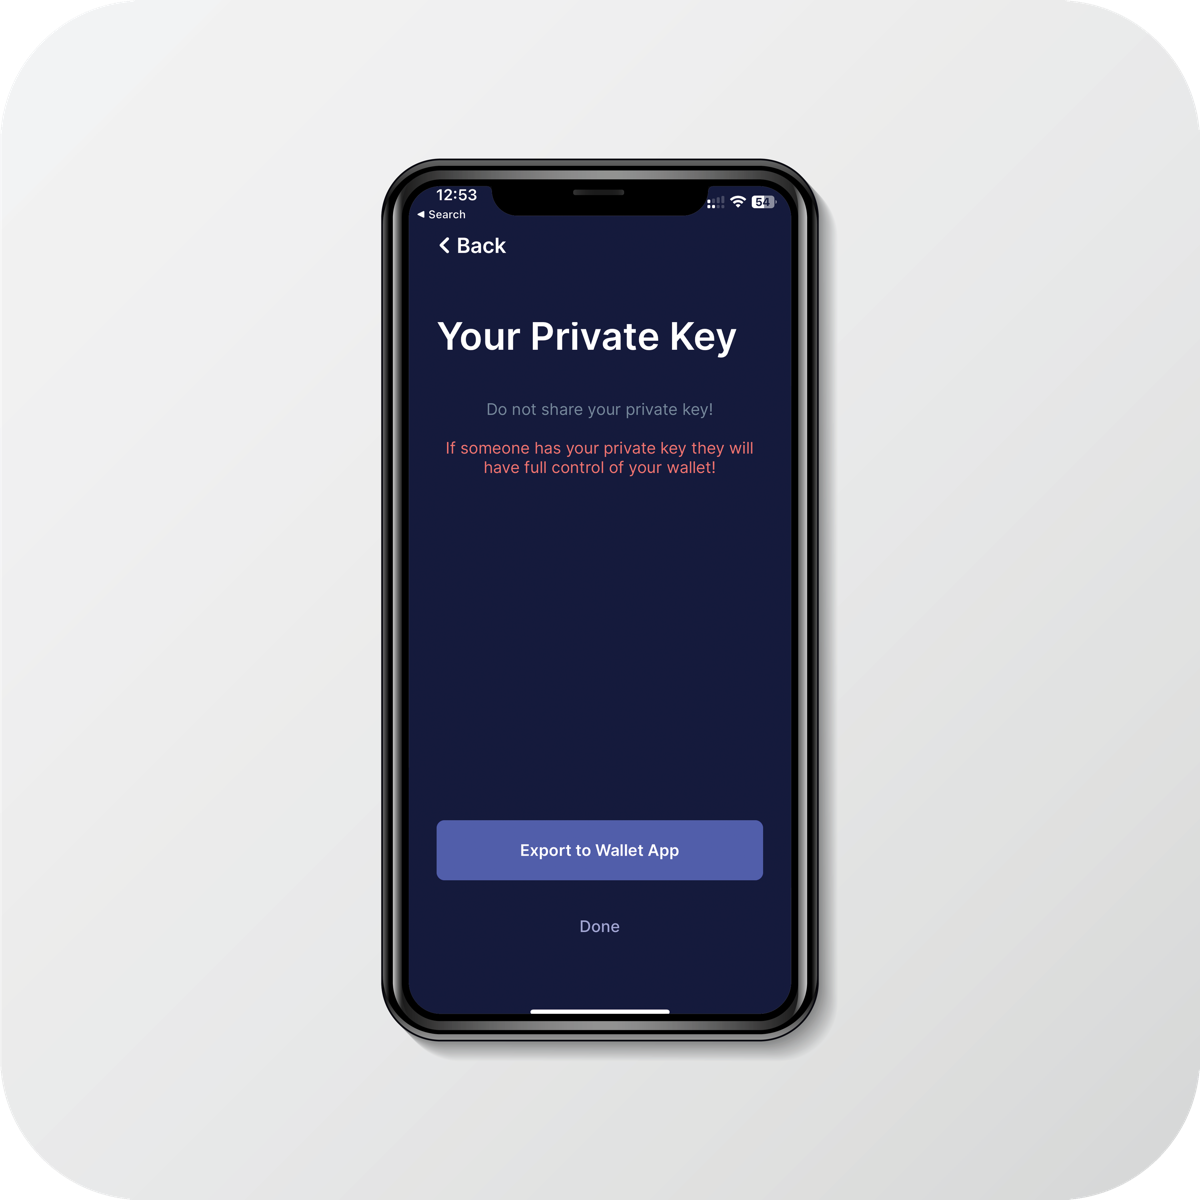 12:53
54
◀ Search
Back
Your Private Key
Do not share your private key!
If someone has your private key they will
have full control of your wallet!
Export to Wallet App
Done